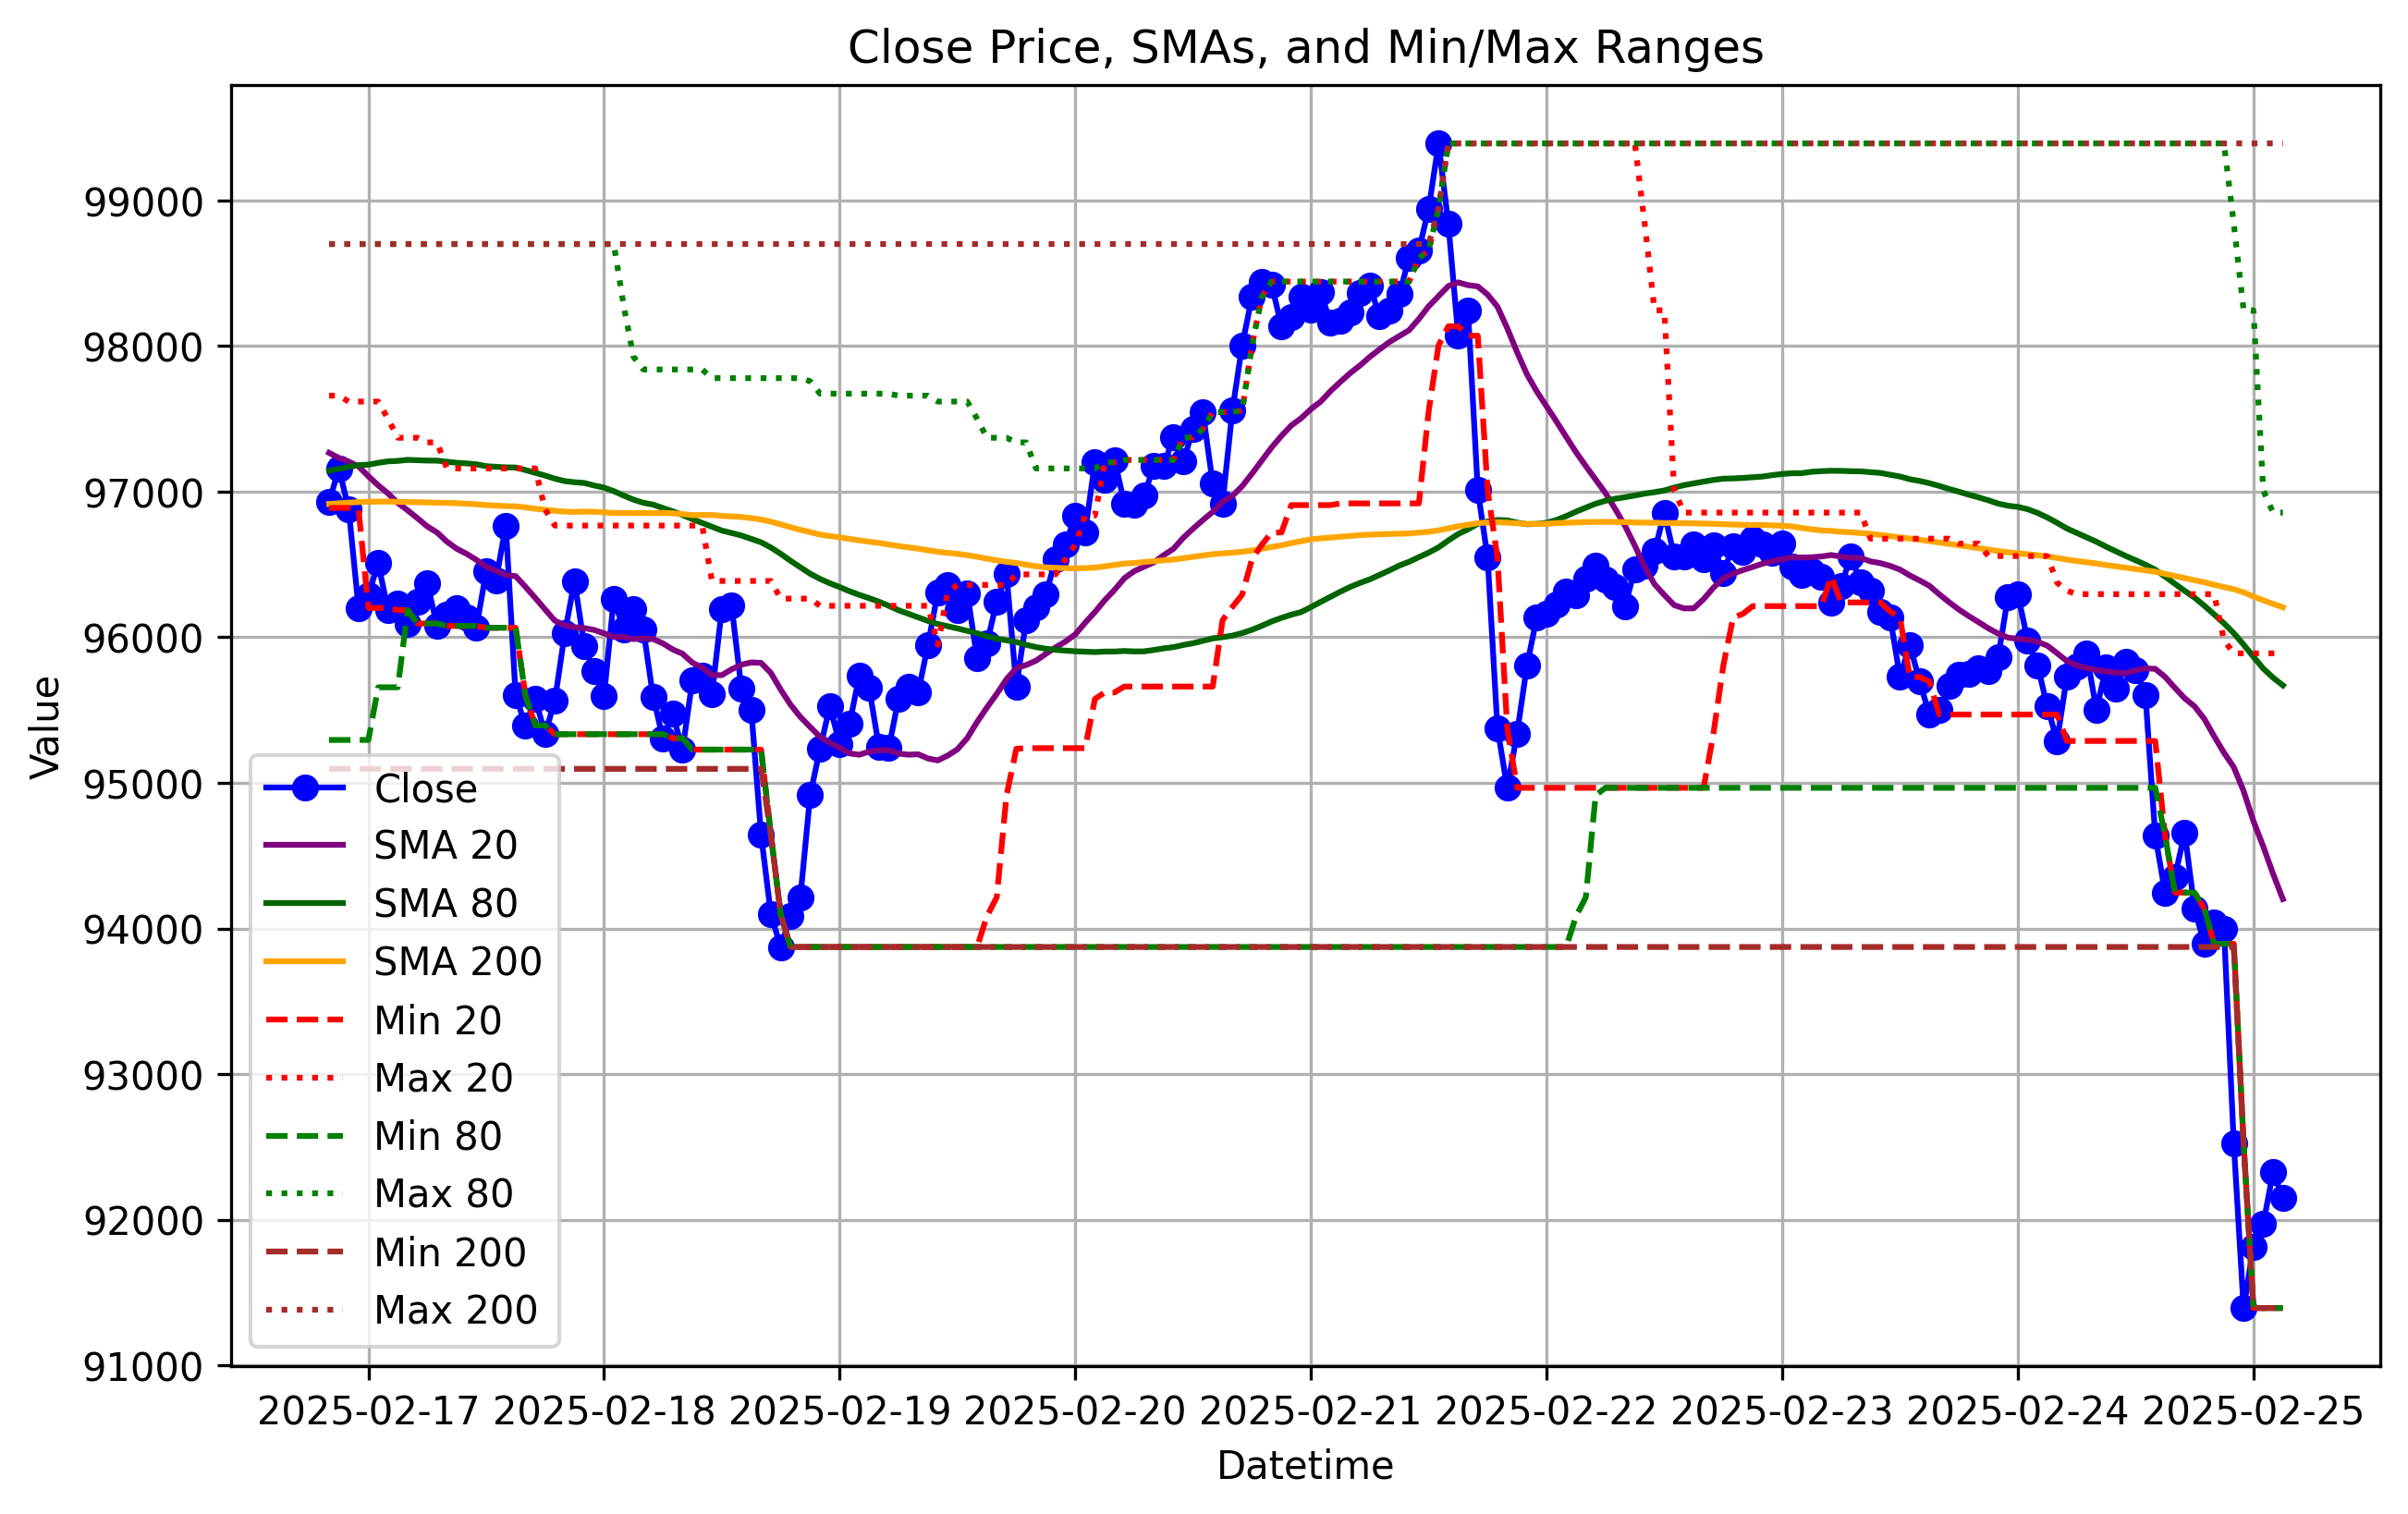 Close Price, SMAs, and Min/Max Ranges
99000
98000
97000
96000
95000
94000
93000
92000
91000
Value
Close
SMA 20
SMA 80
SMA 200
Min 20
Max 20
Min 80
Max 80
Min 200
Max 200
2025-02-17 2025-02-18 2025-02-19 2025-02-20 2025-02-21 2025-02-22 2025-02-23 2025-02-24 2025-02-25
Datetime